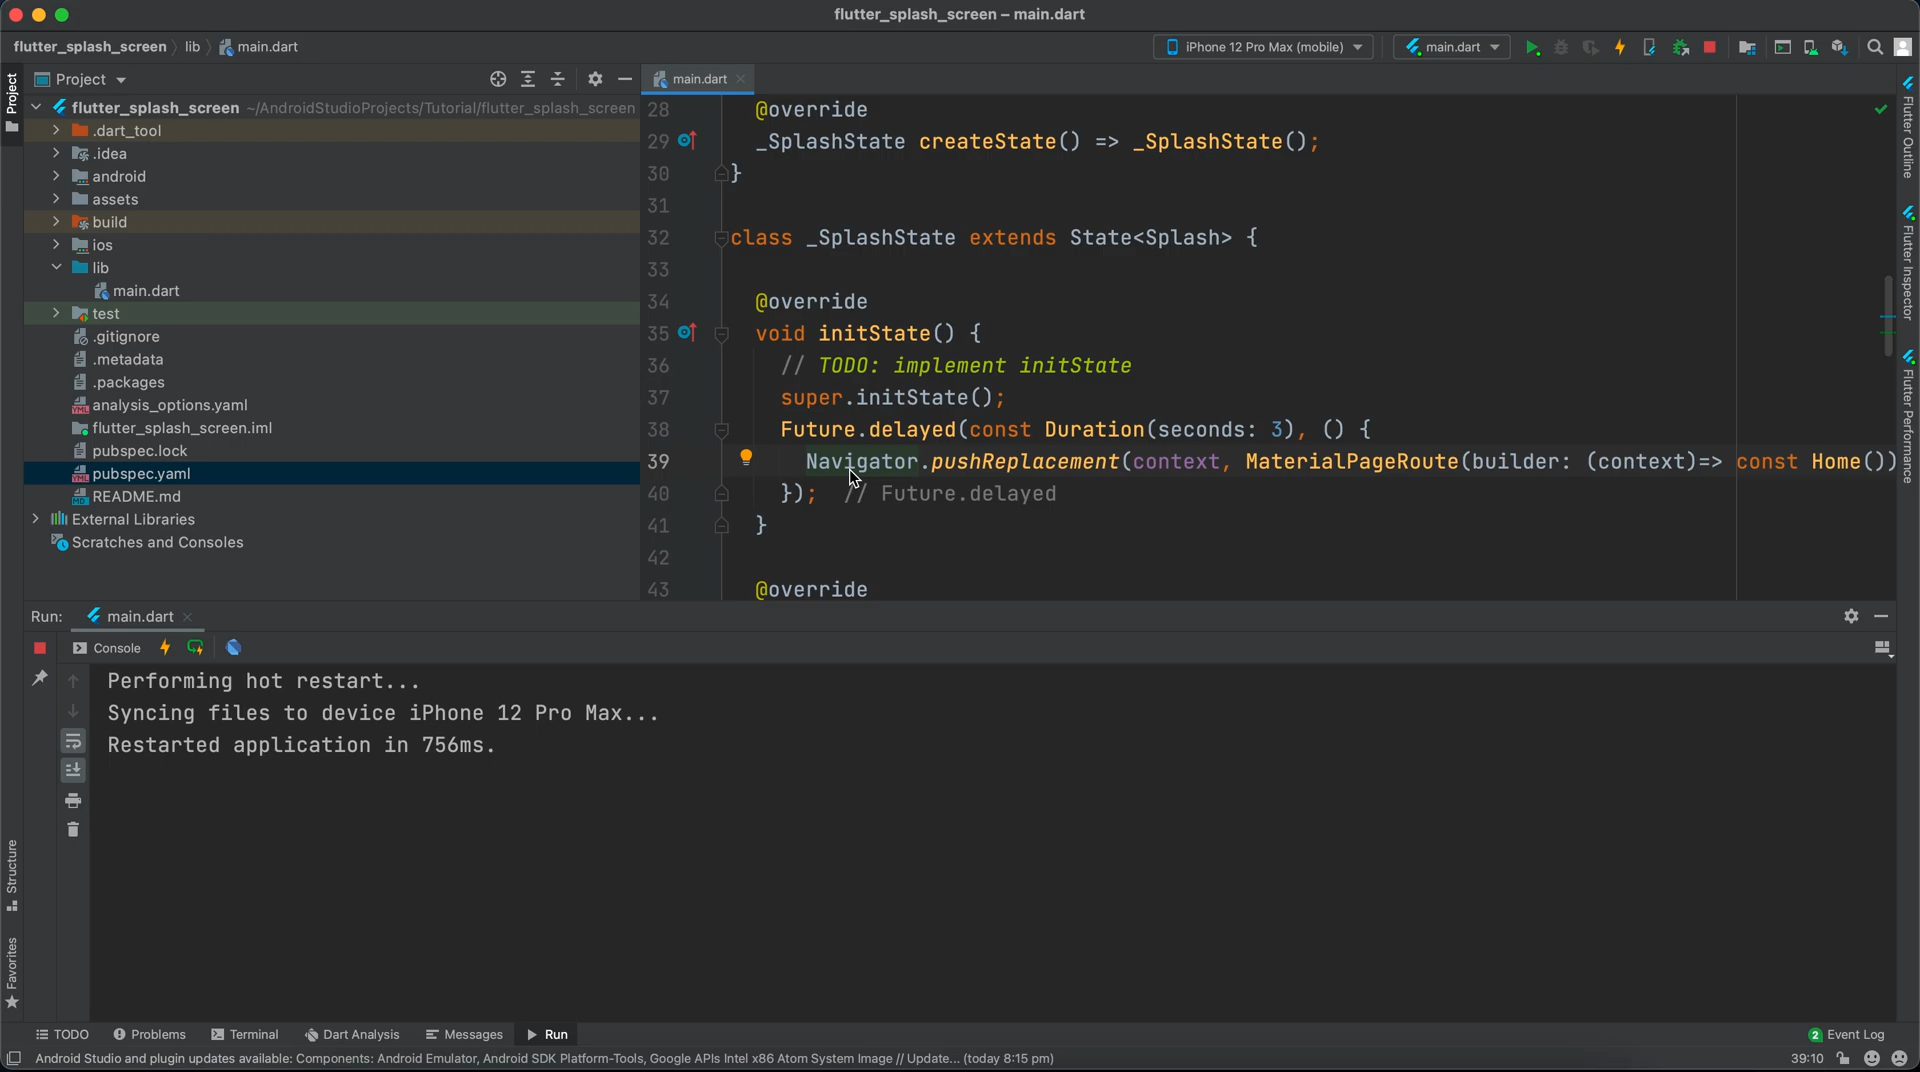 flutter_splash_screen – main.dart
flutter_splash_screen lib main.dart
iPhone 12 Pro Max (mobile) main.dart
Project
Project
main.dart
flutter_splash_screen ~/AndroidStudioProjects/Tutorial/flutter_splash_screen
.dart_tool
.idea
android
assets
build
ios
lib
main.dart
test
.gitignore
.metadata
.packages
analysis_options.yaml
flutter_splash_screen.iml
pubspec.lock
pubspec.yaml
README.md
External Libraries
Scratches and Consoles
28 @override
29 _SplashState createState() => _SplashState();
30 }
31
32 class _SplashState extends State<Splash> {
33
34 @override
35 void initState() {
36 // TODO: implement initState
37 super.initState();
38 Future.delayed(const Duration(seconds: 3), () {
39 Navigator.pushReplacement(context, MaterialPageRoute(builder: (context)=> const Home())
40 }); // Future.delayed
41 }
42
43 @override
Flutter Outline
Flutter Inspector
Flutter Performance
Run: main.dart
Console
Performing hot restart...
Syncing files to device iPhone 12 Pro Max...
Restarted application in 756ms.
Structure
Favorites
TODO Problems Terminal Dart Analysis Messages Run 2 Event Log
Android Studio and plugin updates available: Components: Android Emulator, Android SDK Platform-Tools, Google APIs Intel x86 Atom System Image // Update... (today 8:15 pm) 39:10